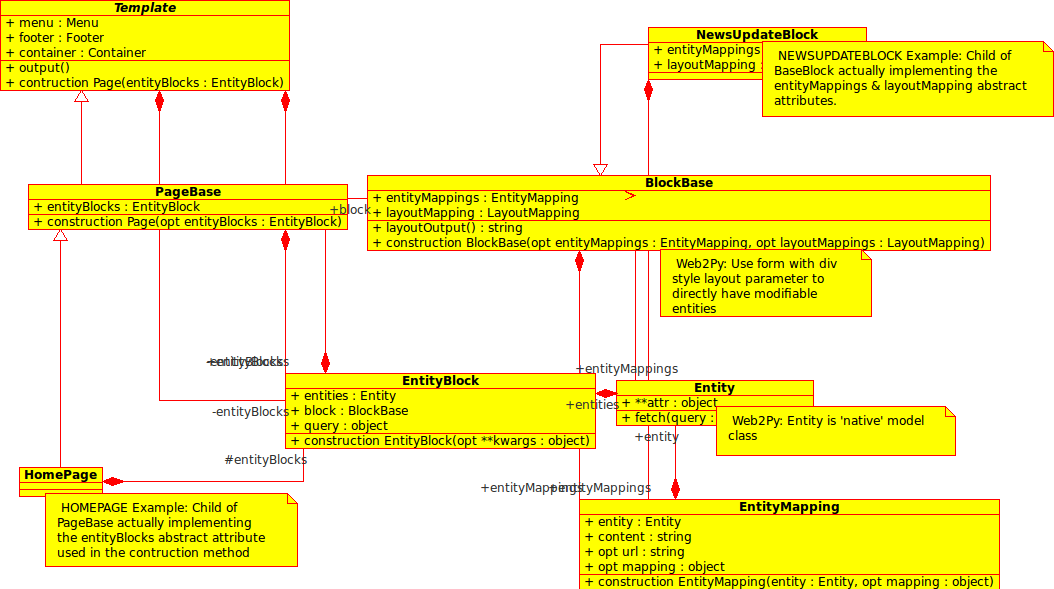 Template
+ menu : Menu
+ footer : Footer
+ container : Container
+ output()
+ contruction Page(entityBlocks : EntityBlock)
NewsUpdateBlock
+ entityMappings
+ layoutMapping :
NEWSUPDATEBLOCK Example: Child of
BaseBlock actually implementing the
entityMappings & layoutMapping abstract
attributes.
PageBase
+ entityBlocks : EntityBlock
+ construction Page(opt entityBlocks : EntityBlock)
+block
BlockBase
+ entityMappings : EntityMapping
+ layoutMapping : LayoutMapping
+ layoutOutput() : string
+ construction BlockBase(opt entityMappings : EntityMapping, opt layoutMappings : LayoutMapping)
Web2Py: Use form with div
style layout parameter to
directly have modifiable
entities
-entityBlocks
+entityMappings
EntityBlock
+ entities : Entity
+ block : BlockBase
+ query : object
+ construction EntityBlock(opt **kwargs : object)
-entityBlocks
+entities
Entity
+ **attr : object
+ fetch(query :
Web2Py: Entity is 'native' model
class
+entity
#entityBlocks
HomePage
HOMEPAGE Example: Child of
PageBase actually implementing
the entityBlocks abstract attribute
used in the contruction method
+entityMappings
+entityMappings
EntityMapping
+ entity : Entity
+ content : string
+ opt url : string
+ opt mapping : object
+ construction EntityMapping(entity : Entity, opt mapping : object)